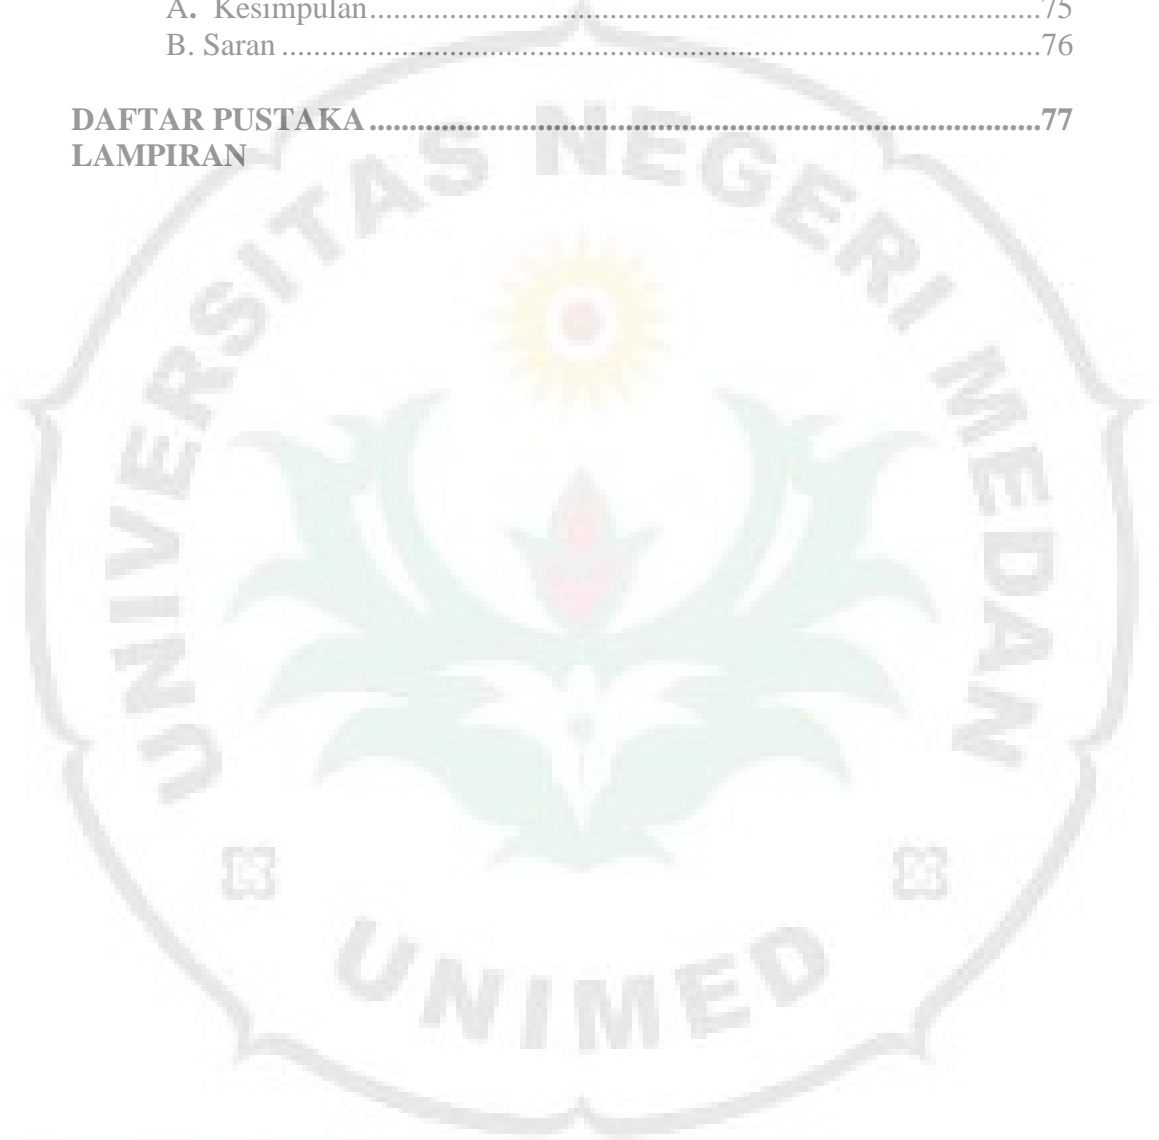 A. Kesimpulan....................................................................................75
B. Saran ...............................................................................................76
DAFTAR PUSTAKA ....................................................................................77
LAMPIRAN
UNIVERSITAS NEGERI MEDAN
UNIMED